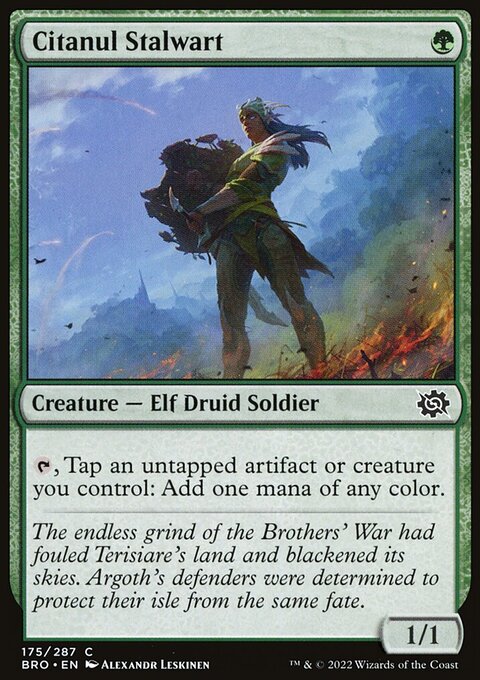 Citanul Stalwart
Creature — Elf Druid Soldier
, Tap an untapped artifact or creature
you control: Add one mana of any color.
The endless grind of the Brothers' War had
fouled Terisiare's land and blackened its
skies. Argoth's defenders were determined to
protect their isle from the same fate.
1/1
175/287 C
BRO • EN Alexandr Leskinen
™ & © 2022 Wizards of the Coast